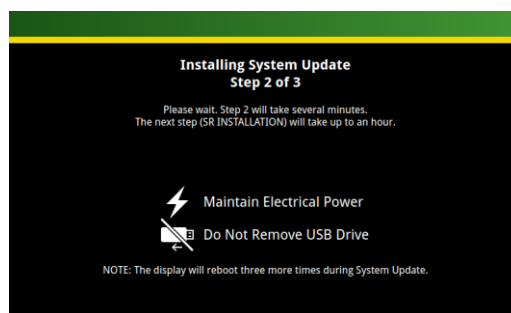 Installing System Update
Step 2 of 3
Please wait. Step 2 will take several minutes.
The next step (SR INSTALLATION) will take up to an hour.
Maintain Electrical Power
Do Not Remove USB Drive
NOTE: The display will reboot three more times during System Update.